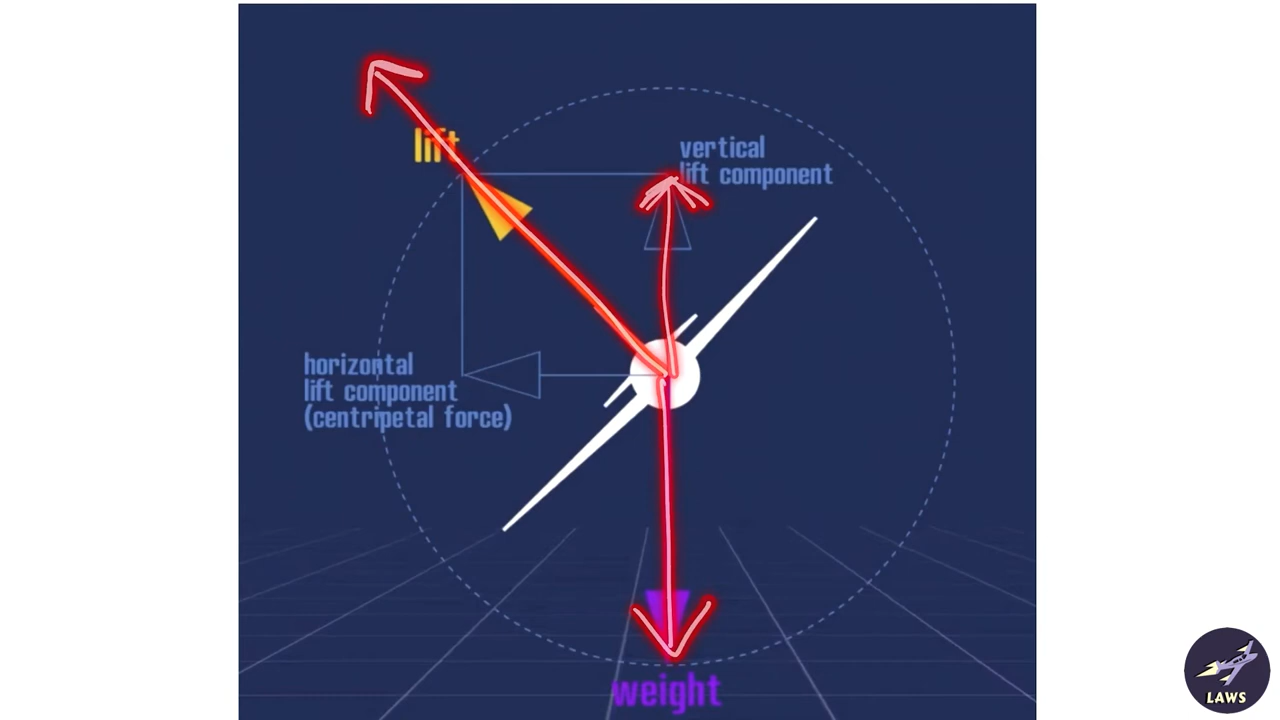 lift
vertical
lift component
horizontal
lift component
(centripetal force)
weight
LAWS